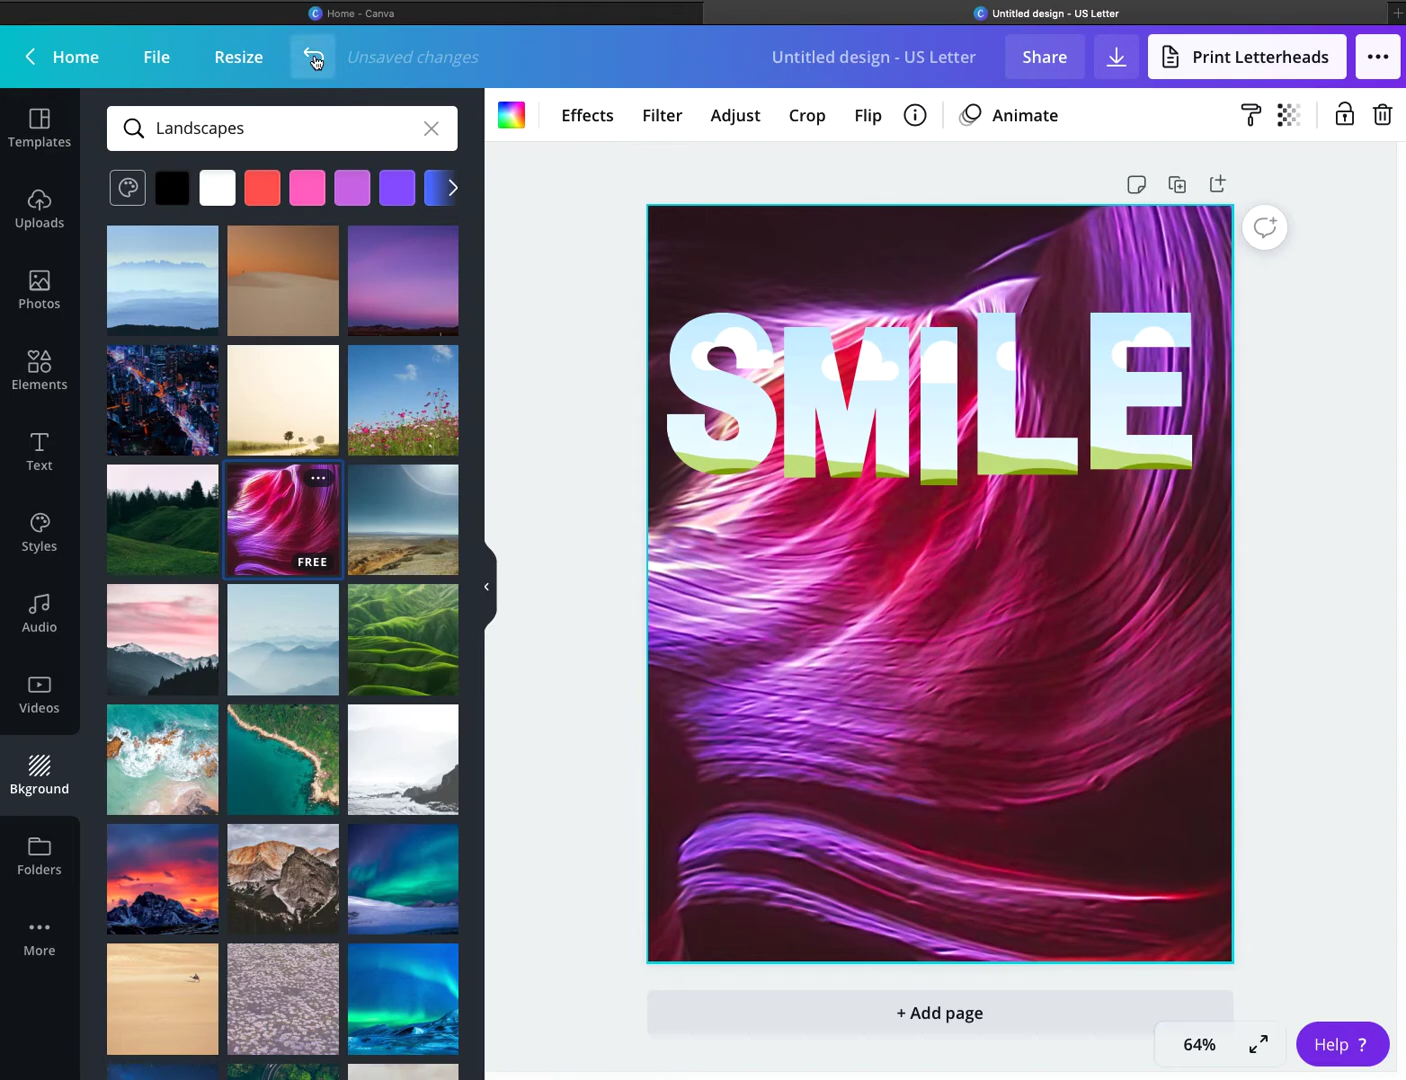 Home - Canva
Untitled design - US Letter
Home
File
Resize
Unsaved changes
Untitled design - US Letter
Share
Print Letterheads
Templates
Uploads
Photos
Elements
Text
Styles
Audio
Videos
Bkground
Folders
More
Landscapes
FREE
Effects
Filter
Adjust
Crop
Flip
Animate
SMILE
+ Add page
64%
Help ?